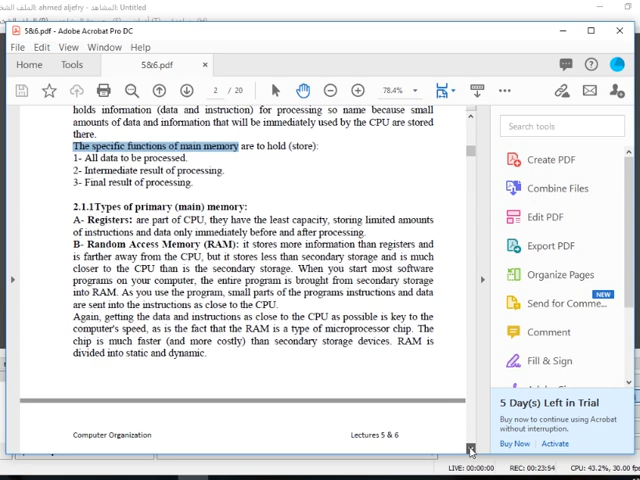 ahmed aljefry: المشاهد - Untitled
5&6.pdf - Adobe Acrobat Pro DC
File Edit View Window Help
Home Tools 5&6.pdf ×
2 / 20 78.4%
holds information (data and instruction) for processing so name because small
amounts of data and information that will be immediately used by the CPU are stored
there.
The specific functions of main memory are to hold (store):
1- All data to be processed.
2- Intermediate result of processing.
3- Final result of processing.
2.1.1Types of primary (main) memory:
A- Registers: are part of CPU, they have the least capacity, storing limited amounts
of instructions and data only immediately before and after processing.
B- Random Access Memory (RAM): it stores more information than registers and
is farther away from the CPU, but it stores less than secondary storage and is much
closer to the CPU than is the secondary storage. When you start most software
programs on your computer, the entire program is brought from secondary storage
into RAM. As you use the program, small parts of the programs instructions and data
are sent into the instructions as close to the CPU.
Again, getting the data and instructions as close to the CPU as possible is key to the
computer's speed, as is the fact that the RAM is a type of microprocessor chip. The
chip is much faster (and more costly) than secondary storage devices. RAM is
divided into static and dynamic.
Computer Organization Lectures 5 & 6
Search tools
Create PDF
Combine Files
Edit PDF
Export PDF
Organize Pages
NEW
Send for Comme...
Comment
Fill & Sign
5 Day(s) Left in Trial
Buy now to continue using Acrobat
without interruption.
Buy Now Activate
LIVE: 00:00:00 REC: 00:23:54 CPU: 43.2%, 30.00 fps